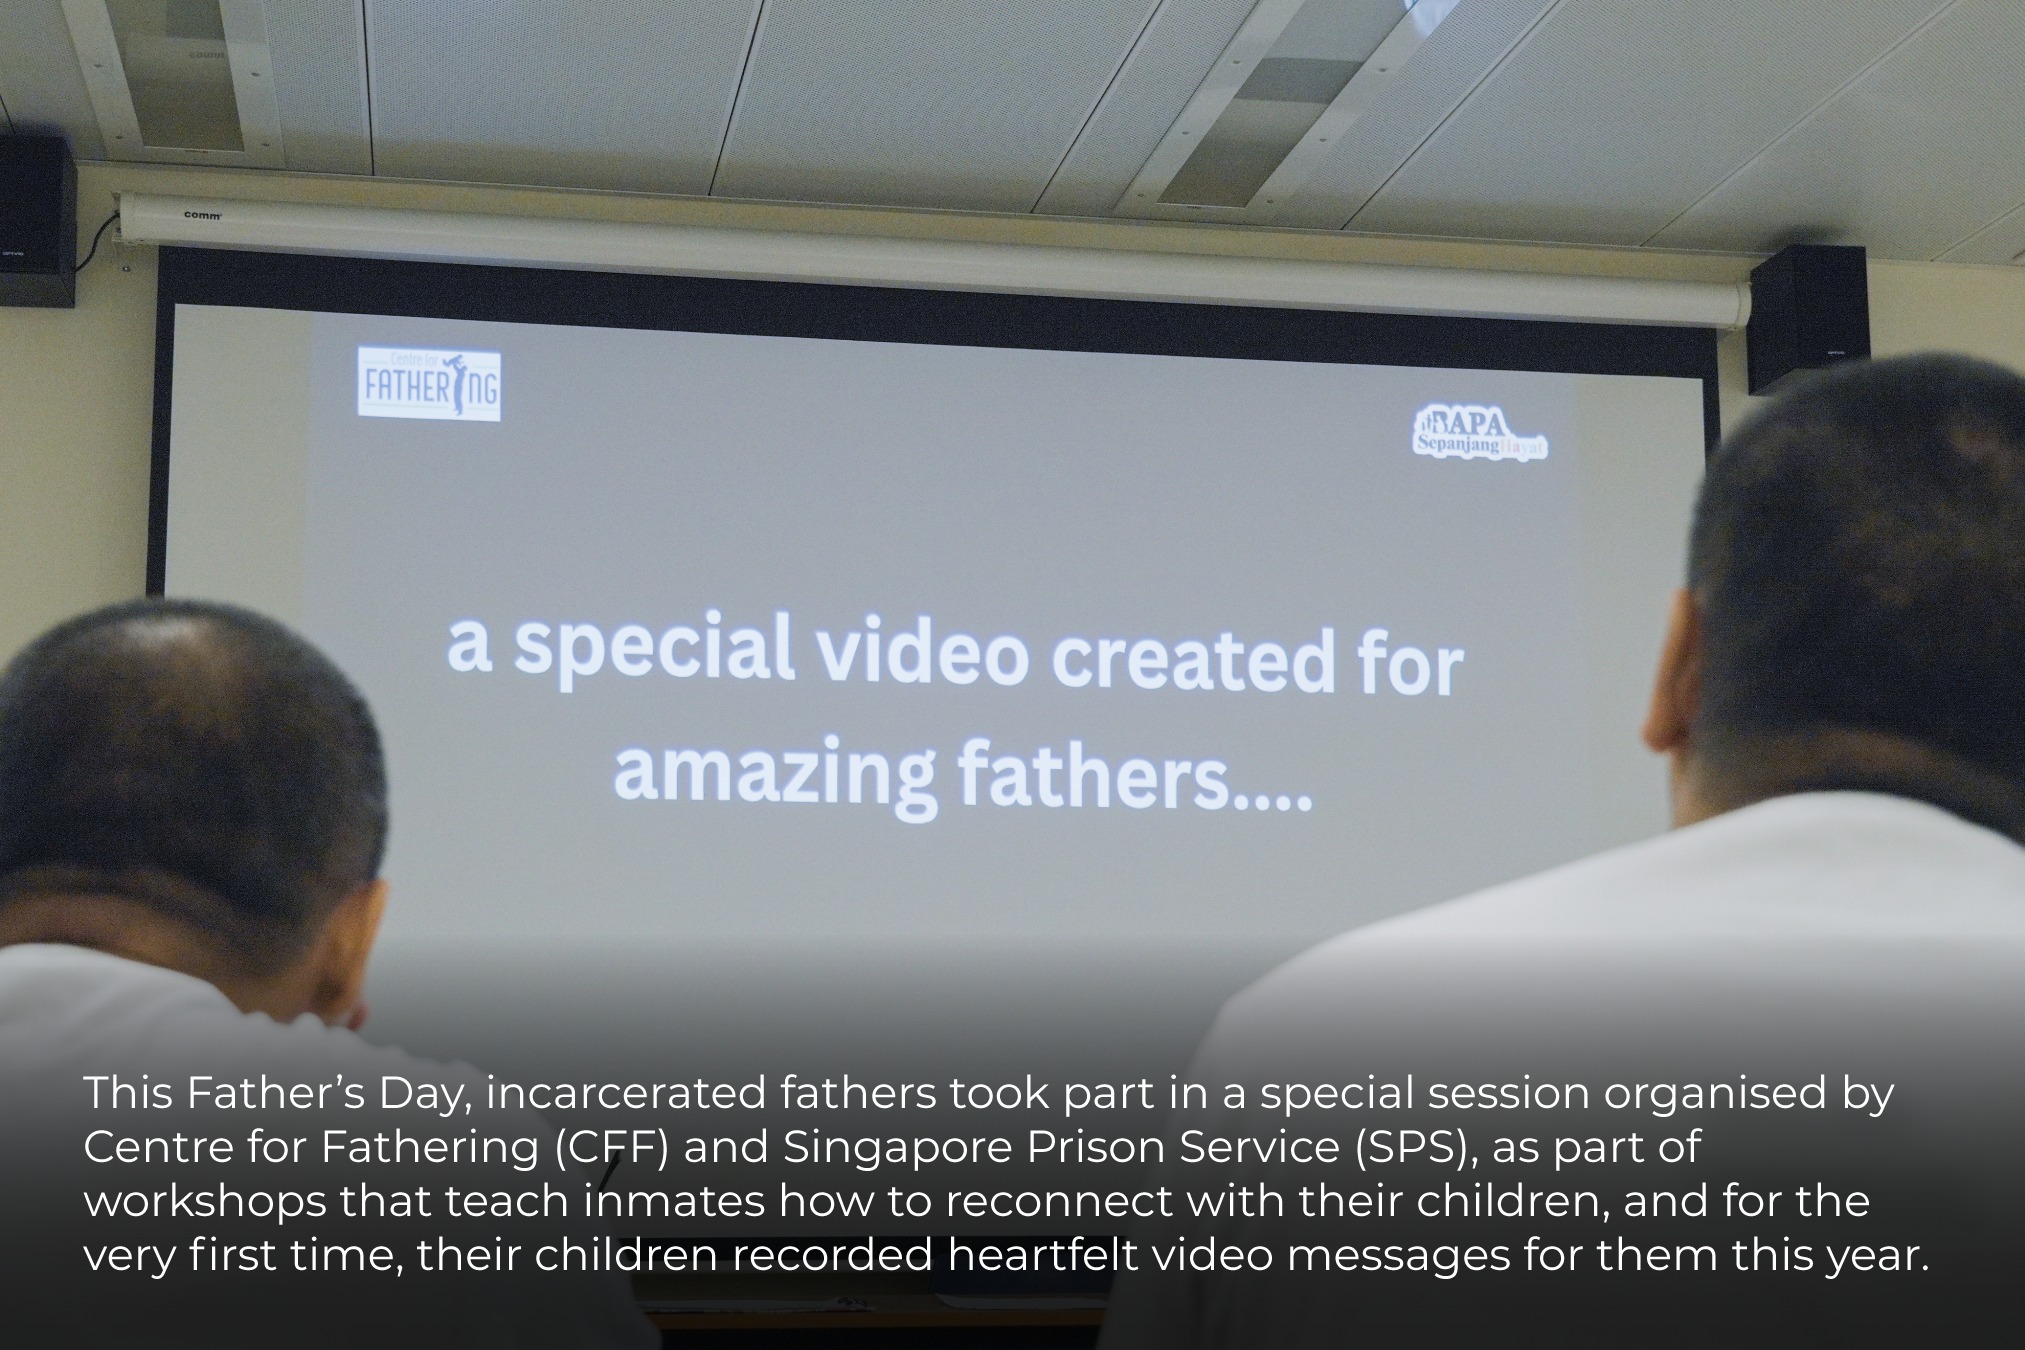 comm
Centre for
FATHERING
BAPA
Sepanjang Hayat
a special video created for
amazing fathers....
This Father’s Day, incarcerated fathers took part in a special session organised by
Centre for Fathering (CFF) and Singapore Prison Service (SPS), as part of
workshops that teach inmates how to reconnect with their children, and for the
very first time, their children recorded heartfelt video messages for them this year.